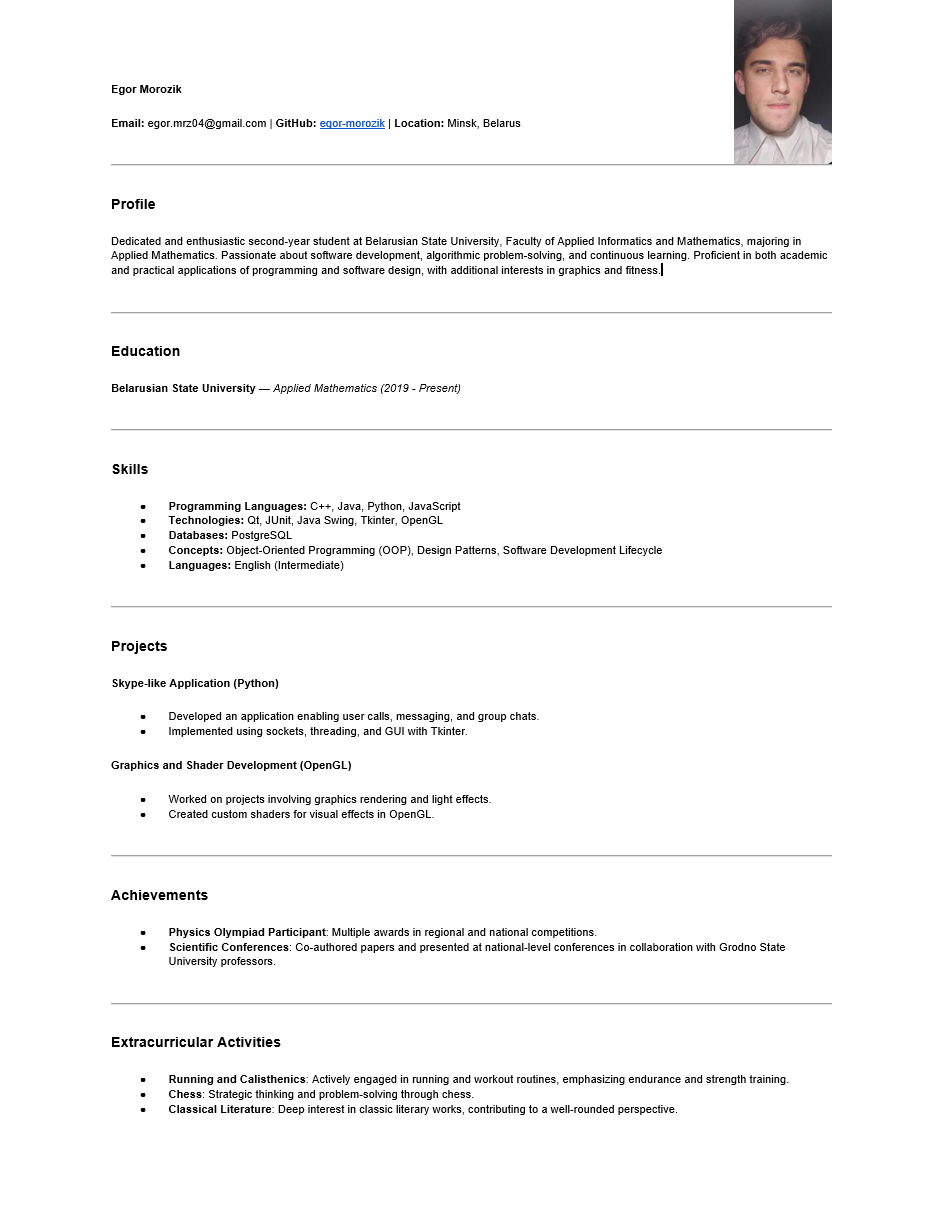 Egor Morozik
Email: egor.mrz04@gmail.com | GitHub: egor-morozik | Location: Minsk, Belarus
Profile
Dedicated and enthusiastic second-year student at Belarusian State University, Faculty of Applied Informatics and Mathematics, majoring in
Applied Mathematics. Passionate about software development, algorithmic problem-solving, and continuous learning. Proficient in both academic
and practical applications of programming and software design, with additional interests in graphics and fitness.
Education
Belarusian State University — Applied Mathematics (2019 - Present)
Skills
● Programming Languages: C++, Java, Python, JavaScript
● Technologies: Qt, JUnit, Java Swing, Tkinter, OpenGL
● Databases: PostgreSQL
● Concepts: Object-Oriented Programming (OOP), Design Patterns, Software Development Lifecycle
● Languages: English (Intermediate)
Projects
Skype-like Application (Python)
● Developed an application enabling user calls, messaging, and group chats.
● Implemented using sockets, threading, and GUI with Tkinter.
Graphics and Shader Development (OpenGL)
● Worked on projects involving graphics rendering and light effects.
● Created custom shaders for visual effects in OpenGL.
Achievements
● Physics Olympiad Participant: Multiple awards in regional and national competitions.
● Scientific Conferences: Co-authored papers and presented at national-level conferences in collaboration with Grodno State
University professors.
Extracurricular Activities
● Running and Calisthenics: Actively engaged in running and workout routines, emphasizing endurance and strength training.
● Chess: Strategic thinking and problem-solving through chess.
● Classical Literature: Deep interest in classic literary works, contributing to a well-rounded perspective.